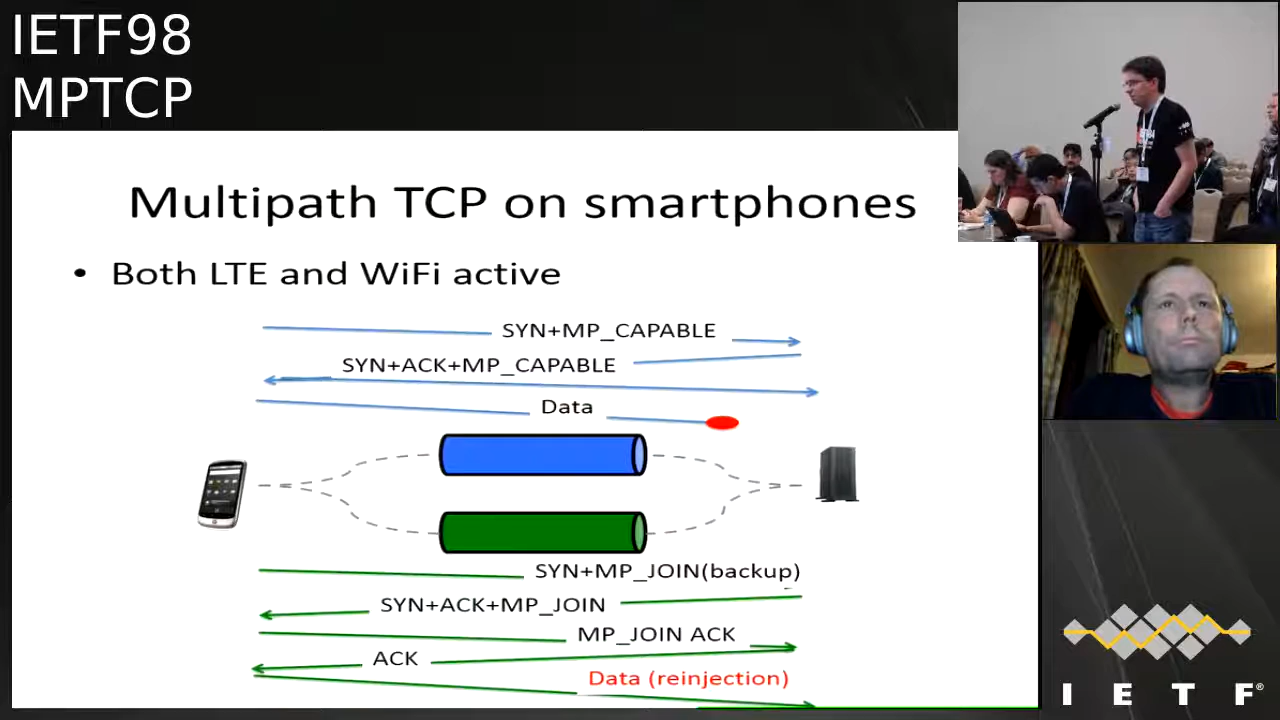 IETF98
MPTCP
Multipath TCP on smartphones
• Both LTE and WiFi active
SYN+MP_CAPABLE
SYN+ACK+MP_CAPABLE
Data
SYN+MP_JOIN(backup)
SYN+ACK+MP_JOIN
MP_JOIN ACK
ACK
Data (reinjection)
I E T F®